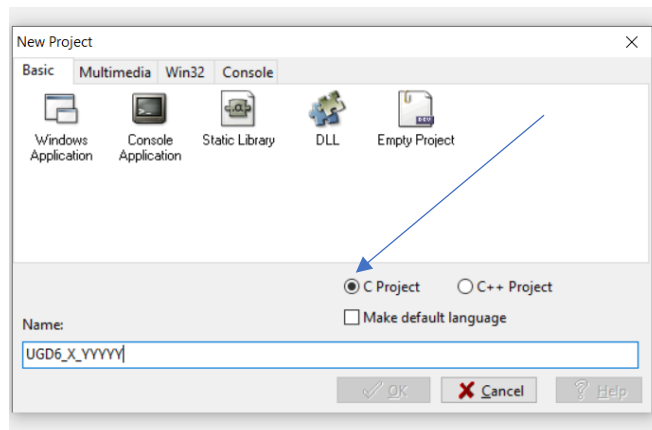 New Project
Basic Multimedia Win32 Console
Windows Application
Console Application
Static Library
DLL
Empty Project
C Project C++ Project
Make default language
Name:
UGD6_X_YYYYY
OK Cancel Help